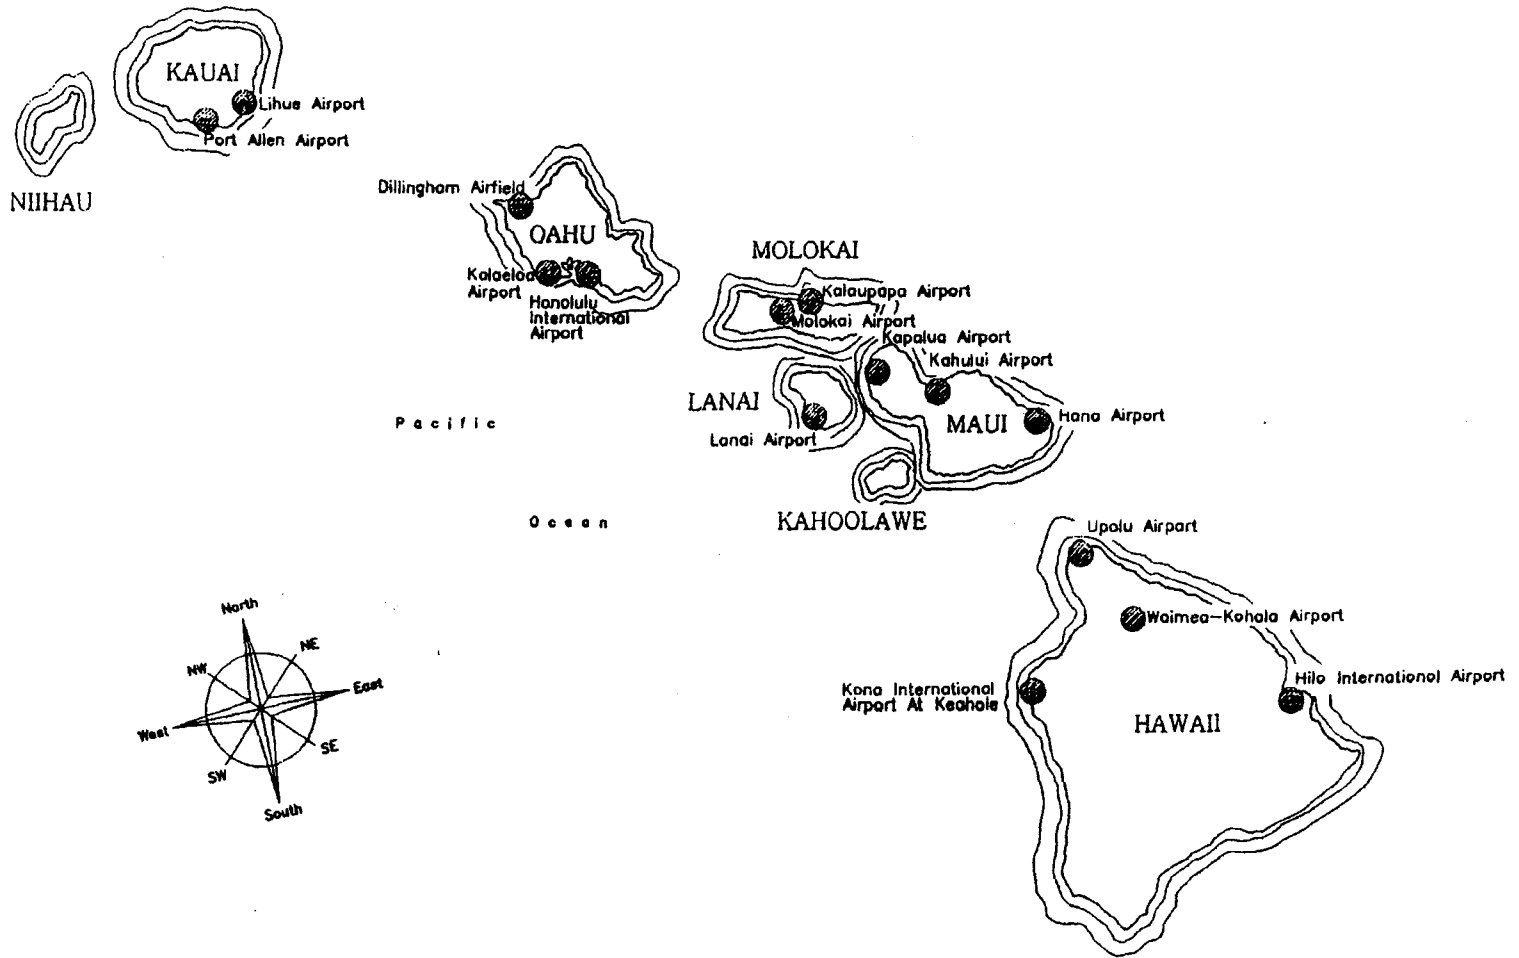 KAUAI
Lihue Airport
Port Allen Airport
NIIHAU
Dillingham Airfield
OAHU
Kalaeloa
Airport
Honolulu
International
Airport
MOLOKAI
Kalaupapa Airport
Molokai Airport
Kapalua Airport
Kahului Airport
LANAI
Lanai Airport
MAUI
Hana Airport
KAHOOLAWE
Pacific
Ocean
Upolu Airport
Waimea-Kohala Airport
Kona International
Airport At Keahole
Hilo International Airport
HAWAII
North
NE
NW
East
West
SE
SW
South